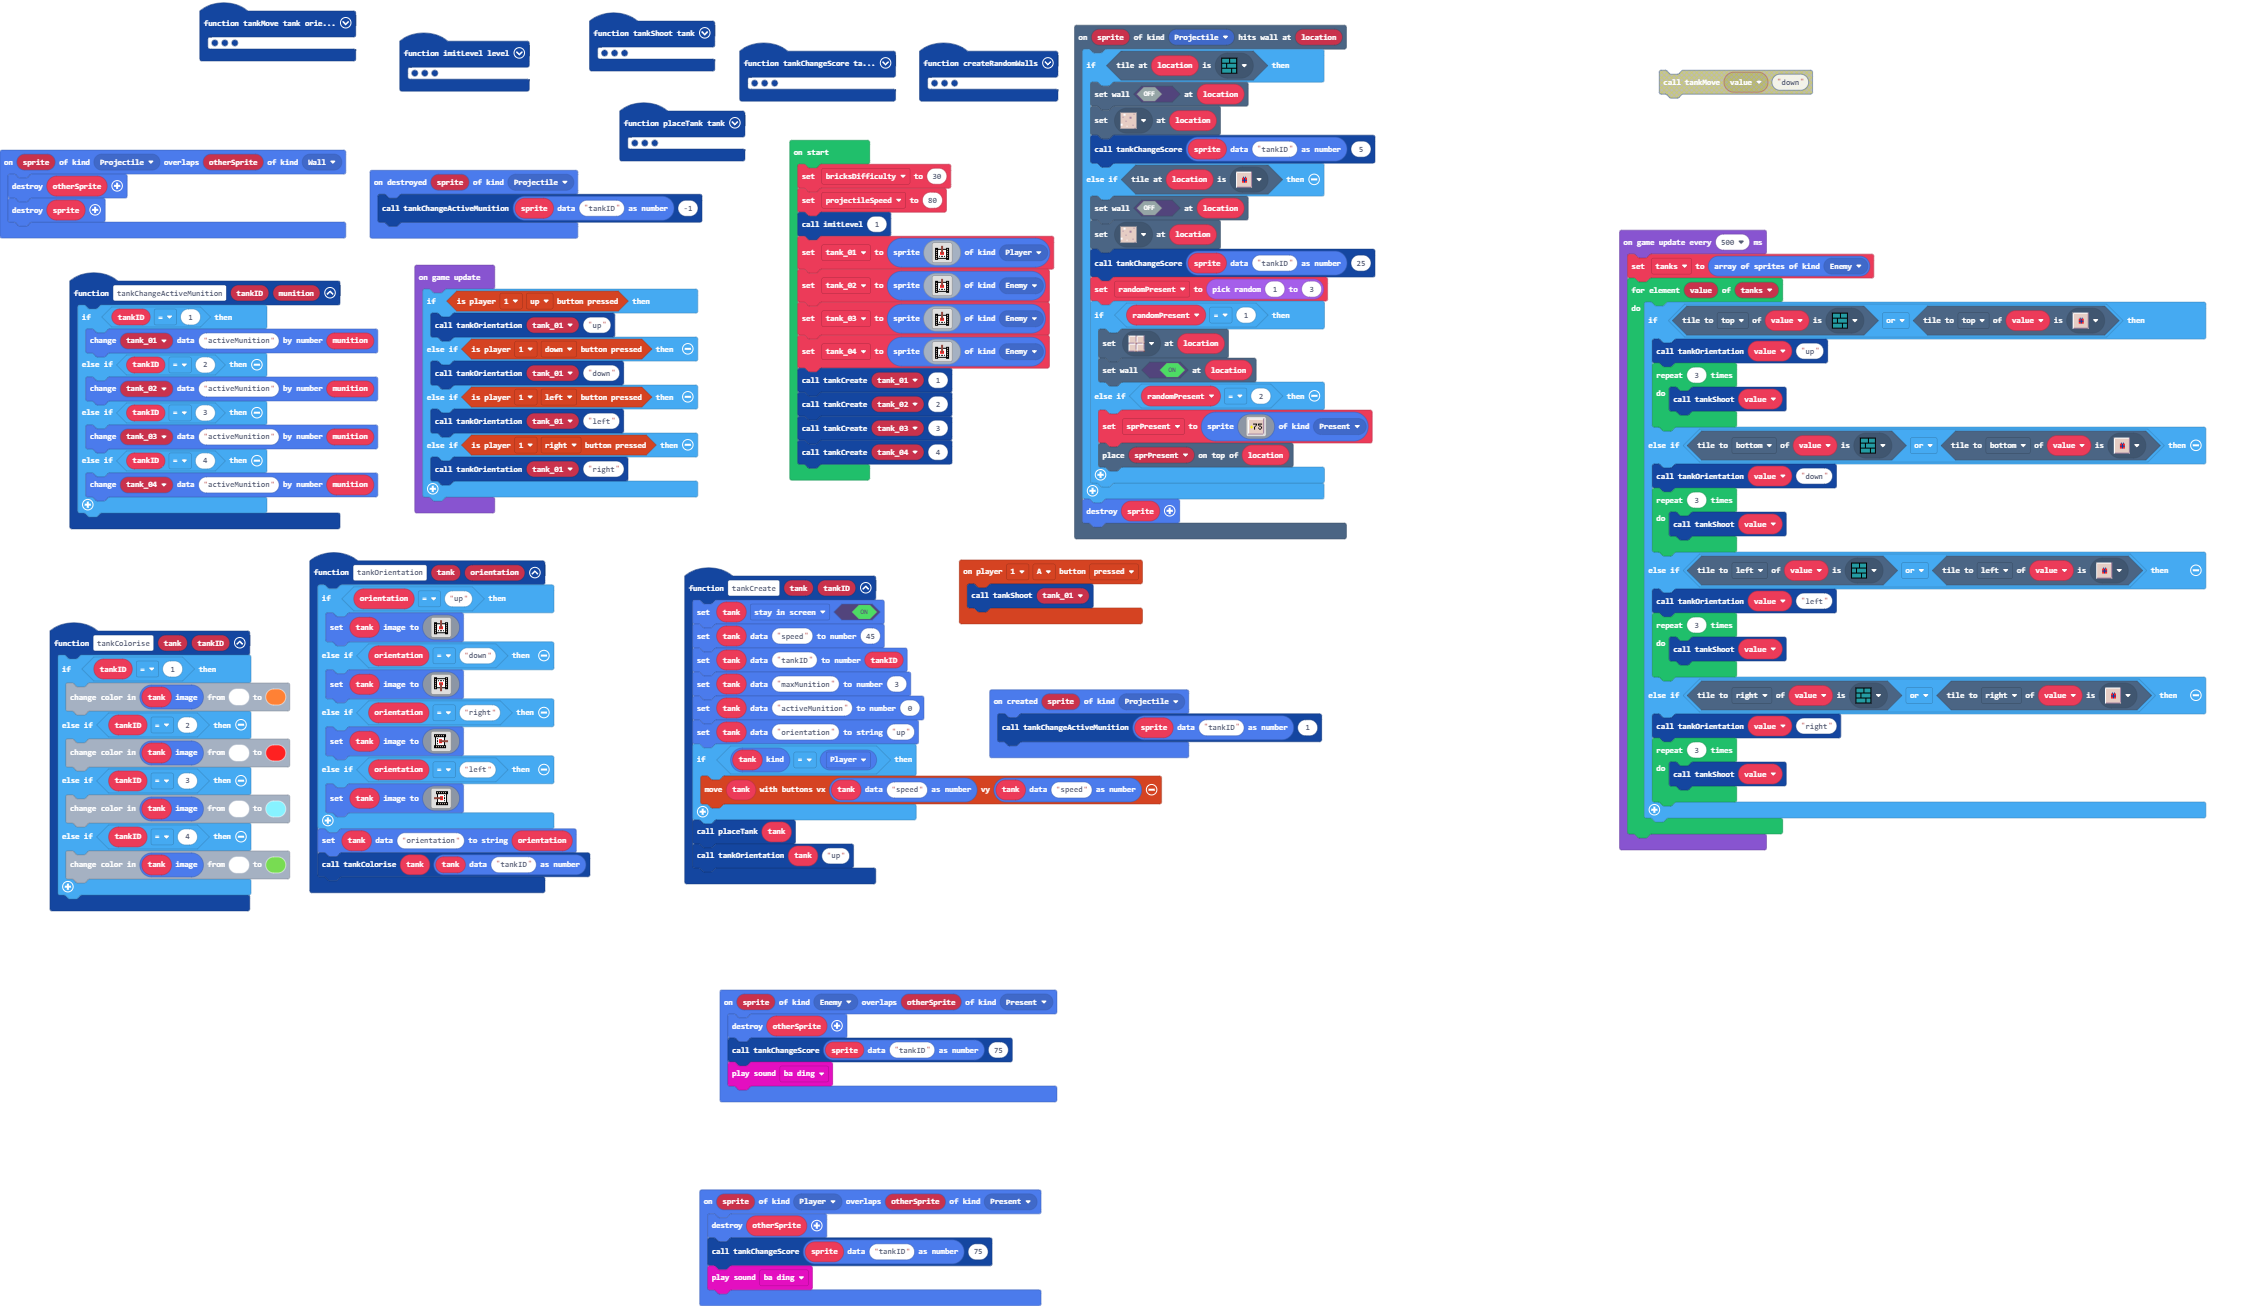 function tankMove tank orie...
function imitLevel level
function tankShoot tank
function tankChangeScore ta...
function createRandomWalls
function placeTank tank
on sprite of kind Projectile overlaps otherSprite of kind Wall
destroy otherSprite
destroy sprite
on destroyed sprite of kind Projectile
call tankChangeActiveMunition sprite data "tankID" as number -1
function tankChangeActiveMunition tankID munition
if tankID = 1 then
change tank_01 data "activeMunition" by number munition
else if tankID = 2 then
change tank_02 data "activeMunition" by number munition
else if tankID = 3 then
change tank_03 data "activeMunition" by number munition
else if tankID = 4 then
change tank_04 data "activeMunition" by number munition
on game update
if is player 1 up button pressed then
call tankOrientation tank_01 "up"
else if is player 1 down button pressed then
call tankOrientation tank_01 "down"
else if is player 1 left button pressed then
call tankOrientation tank_01 "left"
else if is player 1 right button pressed then
call tankOrientation tank_01 "right"
on start
set bricksDifficulty to 30
set projectileSpeed to 80
call imitLevel 1
set tank_01 to sprite of kind Player
set tank_02 to sprite of kind Enemy
set tank_03 to sprite of kind Enemy
set tank_04 to sprite of kind Enemy
call tankCreate tank_01 1
call tankCreate tank_02 2
call tankCreate tank_03 3
call tankCreate tank_04 4
on sprite of kind Projectile hits wall at location
if tile at location is then
set wall OFF at location
set at location
call tankChangeScore sprite data "tankID" as number 5
else if tile at location is then
set wall OFF at location
set at location
call tankChangeScore sprite data "tankID" as number 25
set randomPresent to pick random 1 to 3
if randomPresent = 1 then
set at location
set wall ON at location
else if randomPresent = 2 then
set sprPresent to sprite 75 of kind Present
place sprPresent on top of location
destroy sprite
call tankMove value "down"
on game update every 500 ms
set tanks to array of sprites of kind Enemy
for element value of tanks
do
if tile to top of value is or tile to top of value is then
call tankOrientation value "up"
repeat 3 times
do call tankShoot value
else if tile to bottom of value is or tile to bottom of value is then
call tankOrientation value "down"
repeat 3 times
do call tankShoot value
else if tile to left of value is or tile to left of value is then
call tankOrientation value "left"
repeat 3 times
do call tankShoot value
else if tile to right of value is or tile to right of value is then
call tankOrientation value "right"
repeat 3 times
do call tankShoot value
function tankColorise tank tankID
if tankID = 1 then
change color in tank image from to
else if tankID = 2 then
change color in tank image from to
else if tankID = 3 then
change color in tank image from to
else if tankID = 4 then
change color in tank image from to
function tankOrientation tank orientation
if orientation = "up" then
set tank image to
else if orientation = "down" then
set tank image to
else if orientation = "right" then
set tank image to
else if orientation = "left" then
set tank image to
set tank data "orientation" to string orientation
call tankColorise tank tank data "tankID" as number
function tankCreate tank tankID
set tank stay in screen ON
set tank data "speed" to number 45
set tank data "tankID" to number tankID
set tank data "maxMunition" to number 3
set tank data "activeMunition" to number 0
set tank data "orientation" to string "up"
if tank kind = Player then
move tank with buttons vx tank data "speed" as number vy tank data "speed" as number
call placeTank tank
call tankOrientation tank "up"
on player 1 A button pressed
call tankShoot tank_01
on created sprite of kind Projectile
call tankChangeActiveMunition sprite data "tankID" as number 1
on sprite of kind Enemy overlaps otherSprite of kind Present
destroy otherSprite
call tankChangeScore sprite data "tankID" as number 75
play sound ba ding
on sprite of kind Player overlaps otherSprite of kind Present
destroy otherSprite
call tankChangeScore sprite data "tankID" as number 75
play sound ba ding